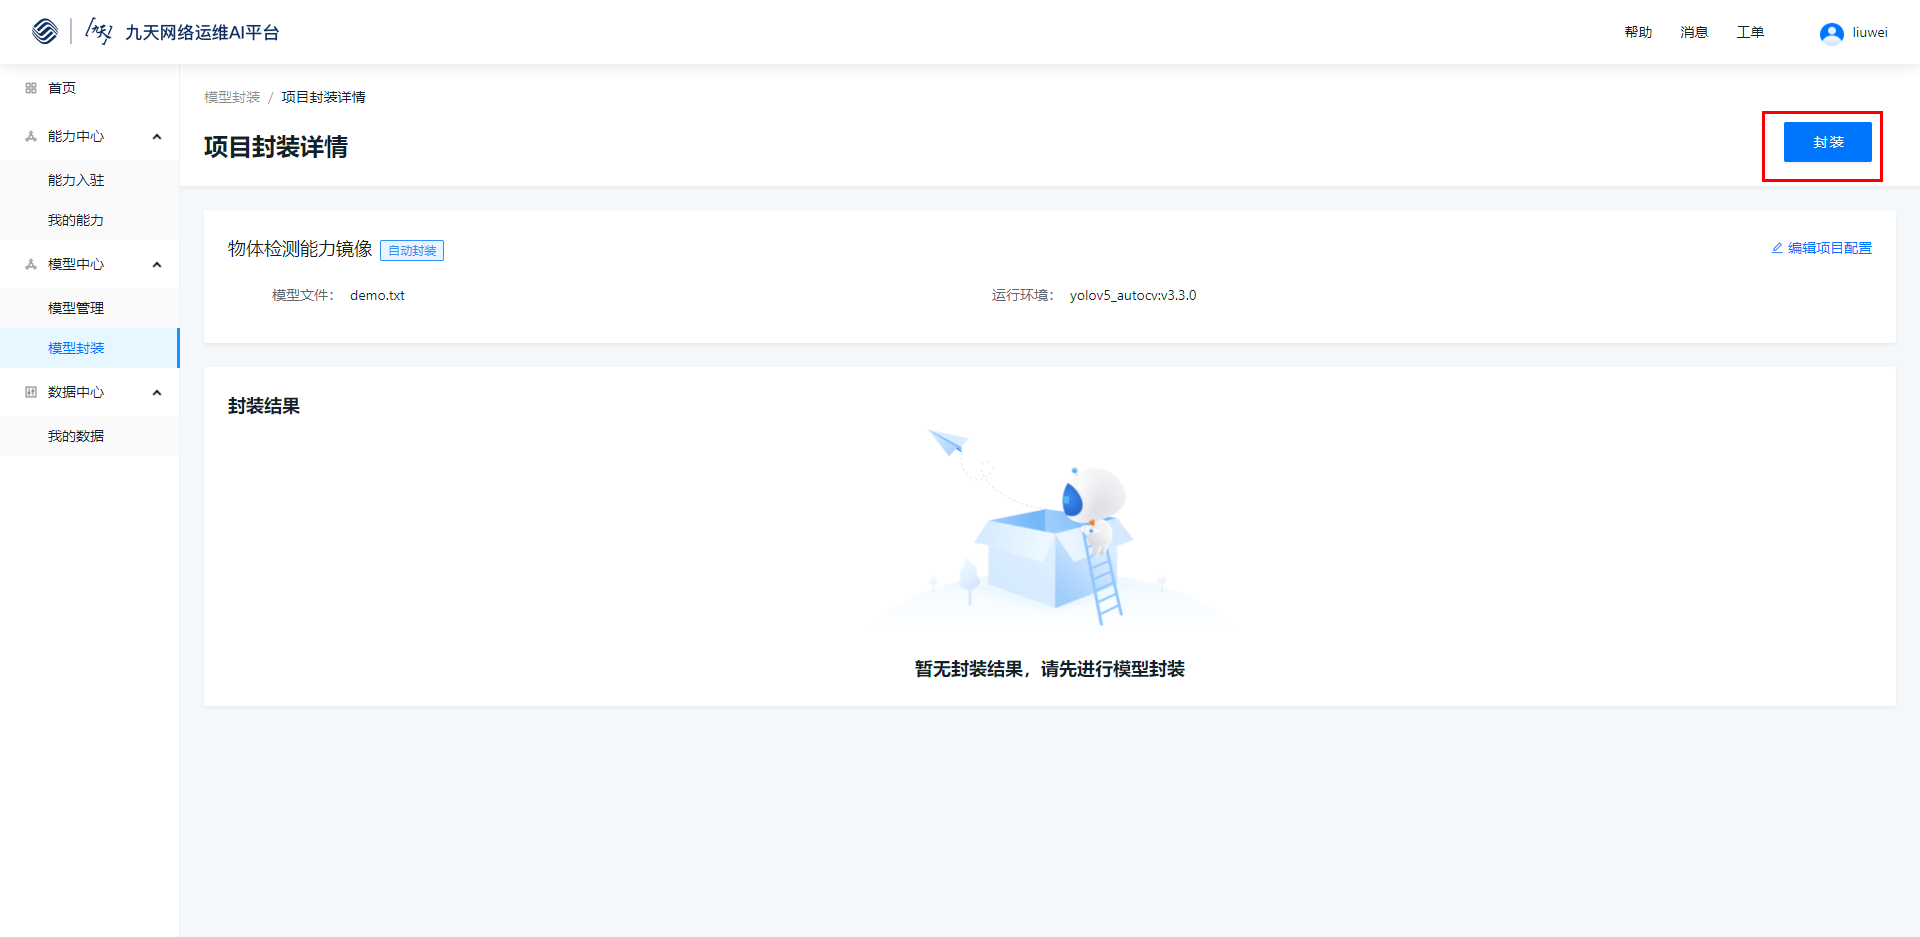 九天 九天网络运维AI平台
帮助 消息 工单 liuwei
首页
能力中心
能力入驻
我的能力
模型中心
模型管理
模型封装
数据中心
我的数据
模型封装 / 项目封装详情
项目封装详情
封装
物体检测能力镜像 自动封装
编辑项目配置
模型文件： demo.txt
运行环境： yolov5_autocv:v3.3.0
封装结果
暂无封装结果，请先进行模型封装